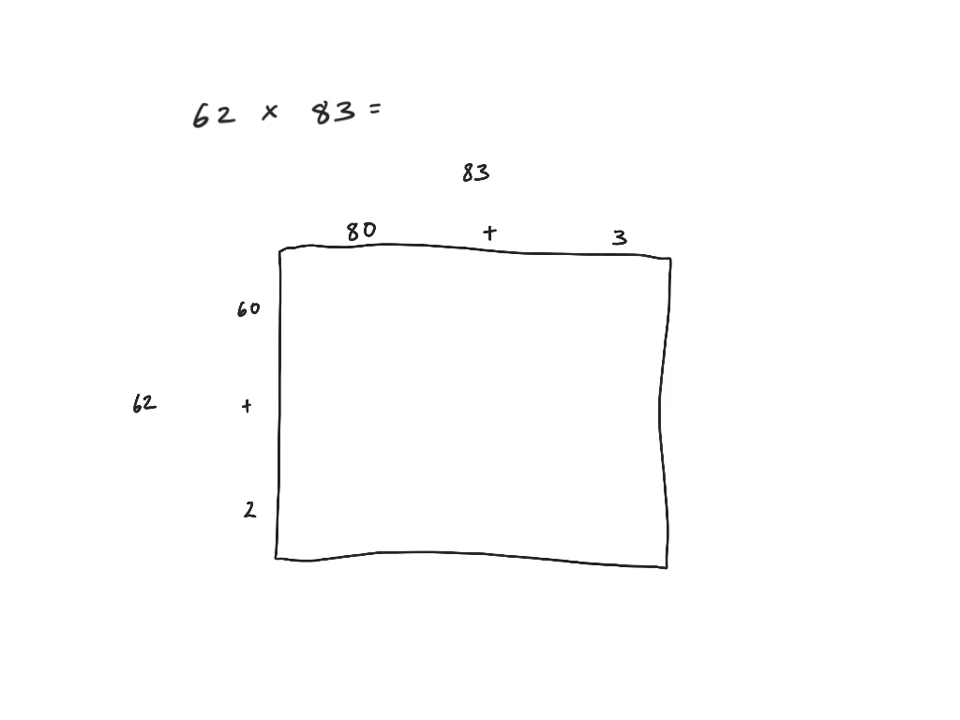 62 × 83 =
83
80 + 3
60
62 +
2